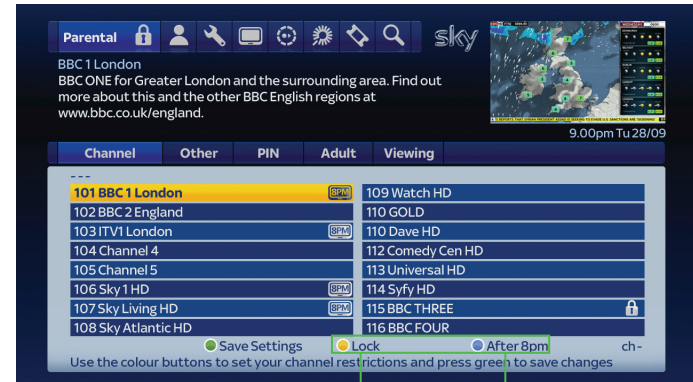 Parental
sky
BBC 1 London
BBC ONE for Greater London and the surrounding area. Find out
more about this and the other BBC English regions at
www.bbc.co.uk/england.
9.00pm Tu 28/09
Channel Other PIN Adult Viewing
---
101 BBC 1 London 8PM
102 BBC 2 England
103 ITV1 London 8PM
104 Channel 4
105 Channel 5
106 Sky 1 HD 8PM
107 Sky Living HD 8PM
108 Sky Atlantic HD
109 Watch HD
110 GOLD
110 Dave HD
112 Comedy Cen HD
113 Universal HD
114 Syfy HD
115 BBC THREE
116 BBC FOUR
Save Settings Lock After 8pm ch-
Use the colour buttons to set your channel restrictions and press green to save changes